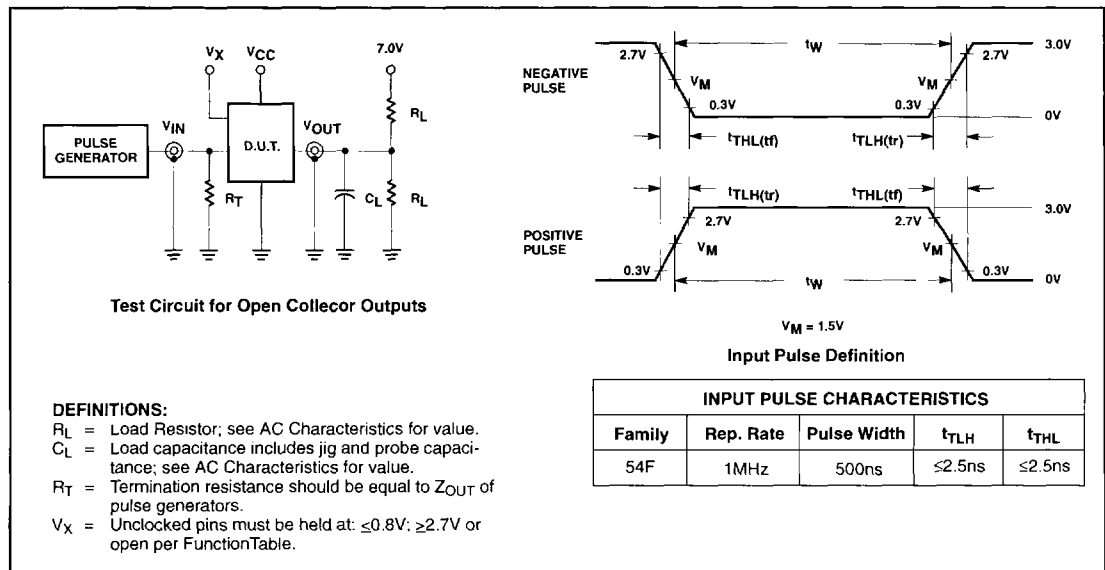 VX
VCC
7.0V
RL
VIN
VOUT
PULSE
GENERATOR
D.U.T.
RT
CL
RL
Test Circuit for Open Collecor Outputs
NEGATIVE
PULSE
tW
2.7V
2.7V
3.0V
VM
VM
0.3V
0.3V
0V
tTHL(tf)
tTLH(tr)
tTLH(tr)
tTHL(tf)
POSITIVE
PULSE
2.7V
2.7V
3.0V
VM
VM
0.3V
0.3V
0V
tW
VM = 1.5V
Input Pulse Definition
DEFINITIONS:
RL = Load Resistor; see AC Characteristics for value.
CL = Load capacitance includes jig and probe capaci-
tance; see AC Characteristics for value.
RT = Termination resistance should be equal to ZOUT of
pulse generators.
VX = Unclocked pins must be held at: ≤0.8V; ≥2.7V or
open per FunctionTable.
INPUT PULSE CHARACTERISTICS
Family Rep. Rate Pulse Width tTLH tTHL
54F 1MHz 500ns ≤2.5ns ≤2.5ns